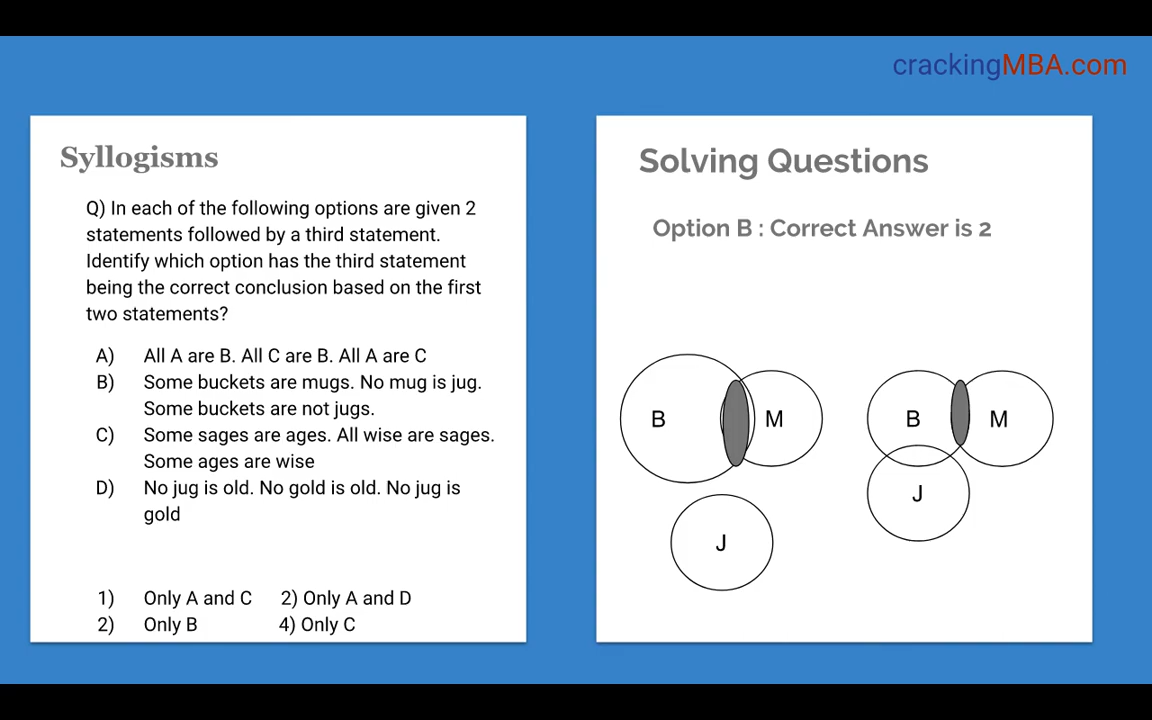 crackingMBA.com
Syllogisms
Q) In each of the following options are given 2
statements followed by a third statement.
Identify which option has the third statement
being the correct conclusion based on the first
two statements?
A) All A are B. All C are B. All A are C
B) Some buckets are mugs. No mug is jug.
Some buckets are not jugs.
C) Some sages are ages. All wise are sages.
Some ages are wise
D) No jug is old. No gold is old. No jug is
gold
1) Only A and C 2) Only A and D
2) Only B 4) Only C
Solving Questions
Option B : Correct Answer is 2
B M B M
J
J